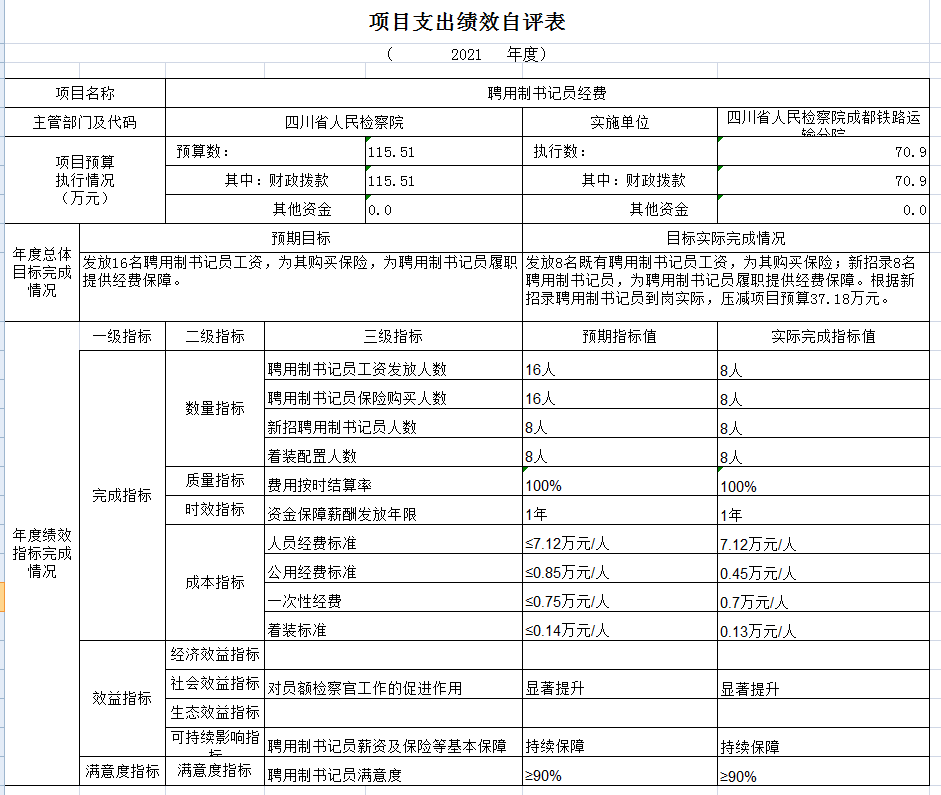 项目支出绩效自评表
（ 2021 年度）
项目名称 聘用制书记员经费
主管部门及代码 四川省人民检察院 实施单位 四川省人民检察院成都铁路运
输分院
项目预算
执行情况
（万元）
预算数： 115.51 执行数： 70.9
其中：财政拨款 115.51 其中：财政拨款 70.9
其他资金 0.0 其他资金 0.0
年度总体
目标完成
情况
预期目标 目标实际完成情况
发放16名聘用制书记员工资，为其购买保险，为聘用制书记员履职
提供经费保障。
发放8名既有聘用制书记员工资，为其购买保险；新招录8名
聘用制书记员，为聘用制书记员履职提供经费保障。根据新
招录聘用制书记员到岗实际，压减项目预算37.18万元。
年度绩效
指标完成
情况
一级指标 二级指标 三级指标 预期指标值 实际完成指标值
完成指标
数量指标
聘用制书记员工资发放人数 16人 8人
聘用制书记员保险购买人数 16人 8人
新招聘用制书记员人数 8人 8人
着装配置人数 8人 8人
质量指标 费用按时结算率 100% 100%
时效指标 资金保障薪酬发放年限 1年 1年
成本指标
人员经费标准 ≤7.12万元/人 7.12万元/人
公用经费标准 ≤0.85万元/人 0.45万元/人
一次性经费 ≤0.75万元/人 0.7万元/人
着装标准 ≤0.14万元/人 0.13万元/人
效益指标
经济效益指标
社会效益指标 对员额检察官工作的促进作用 显著提升 显著提升
生态效益指标
可持续影响指
标
聘用制书记员薪资及保险等基本保障 持续保障 持续保障
满意度指标 满意度指标 聘用制书记员满意度 ≥90% ≥90%